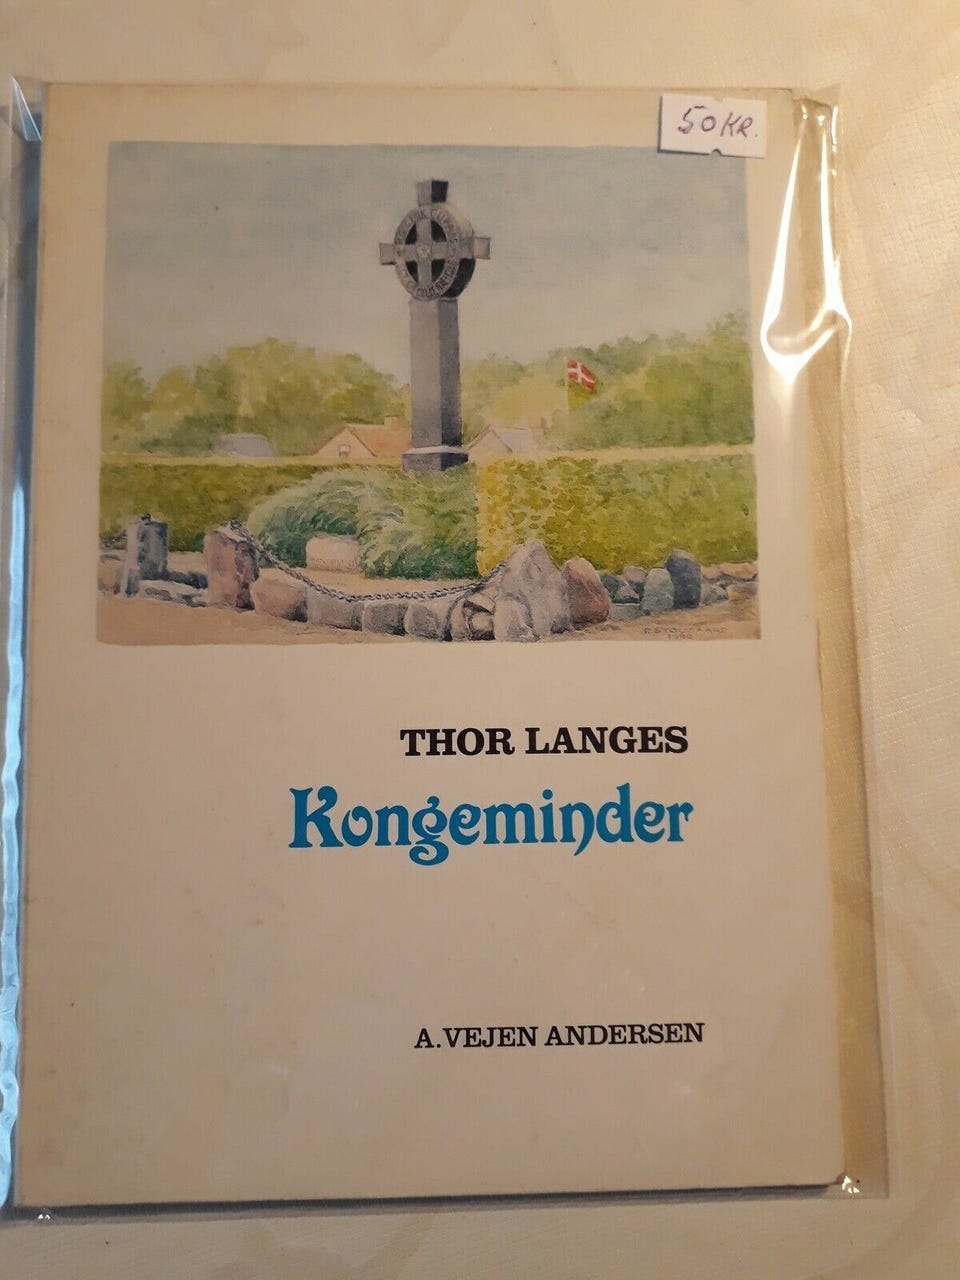 50 KR.
THOR LANGES
Kongeminder
A. VEJEN ANDERSEN